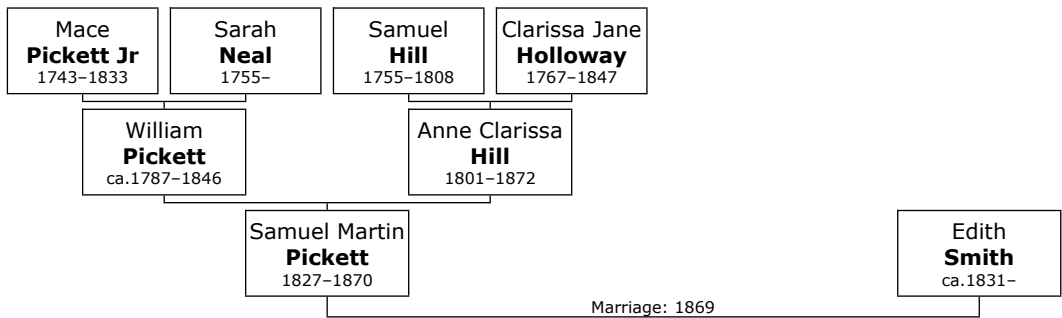 Mace
Pickett Jr
1743–1833
Sarah
Neal
1755–
Samuel
Hill
1755–1808
Clarissa Jane
Holloway
1767–1847
William
Pickett
ca.1787–1846
Anne Clarissa
Hill
1801–1872
Samuel Martin
Pickett
1827–1870
Edith
Smith
ca.1831–
Marriage: 1869